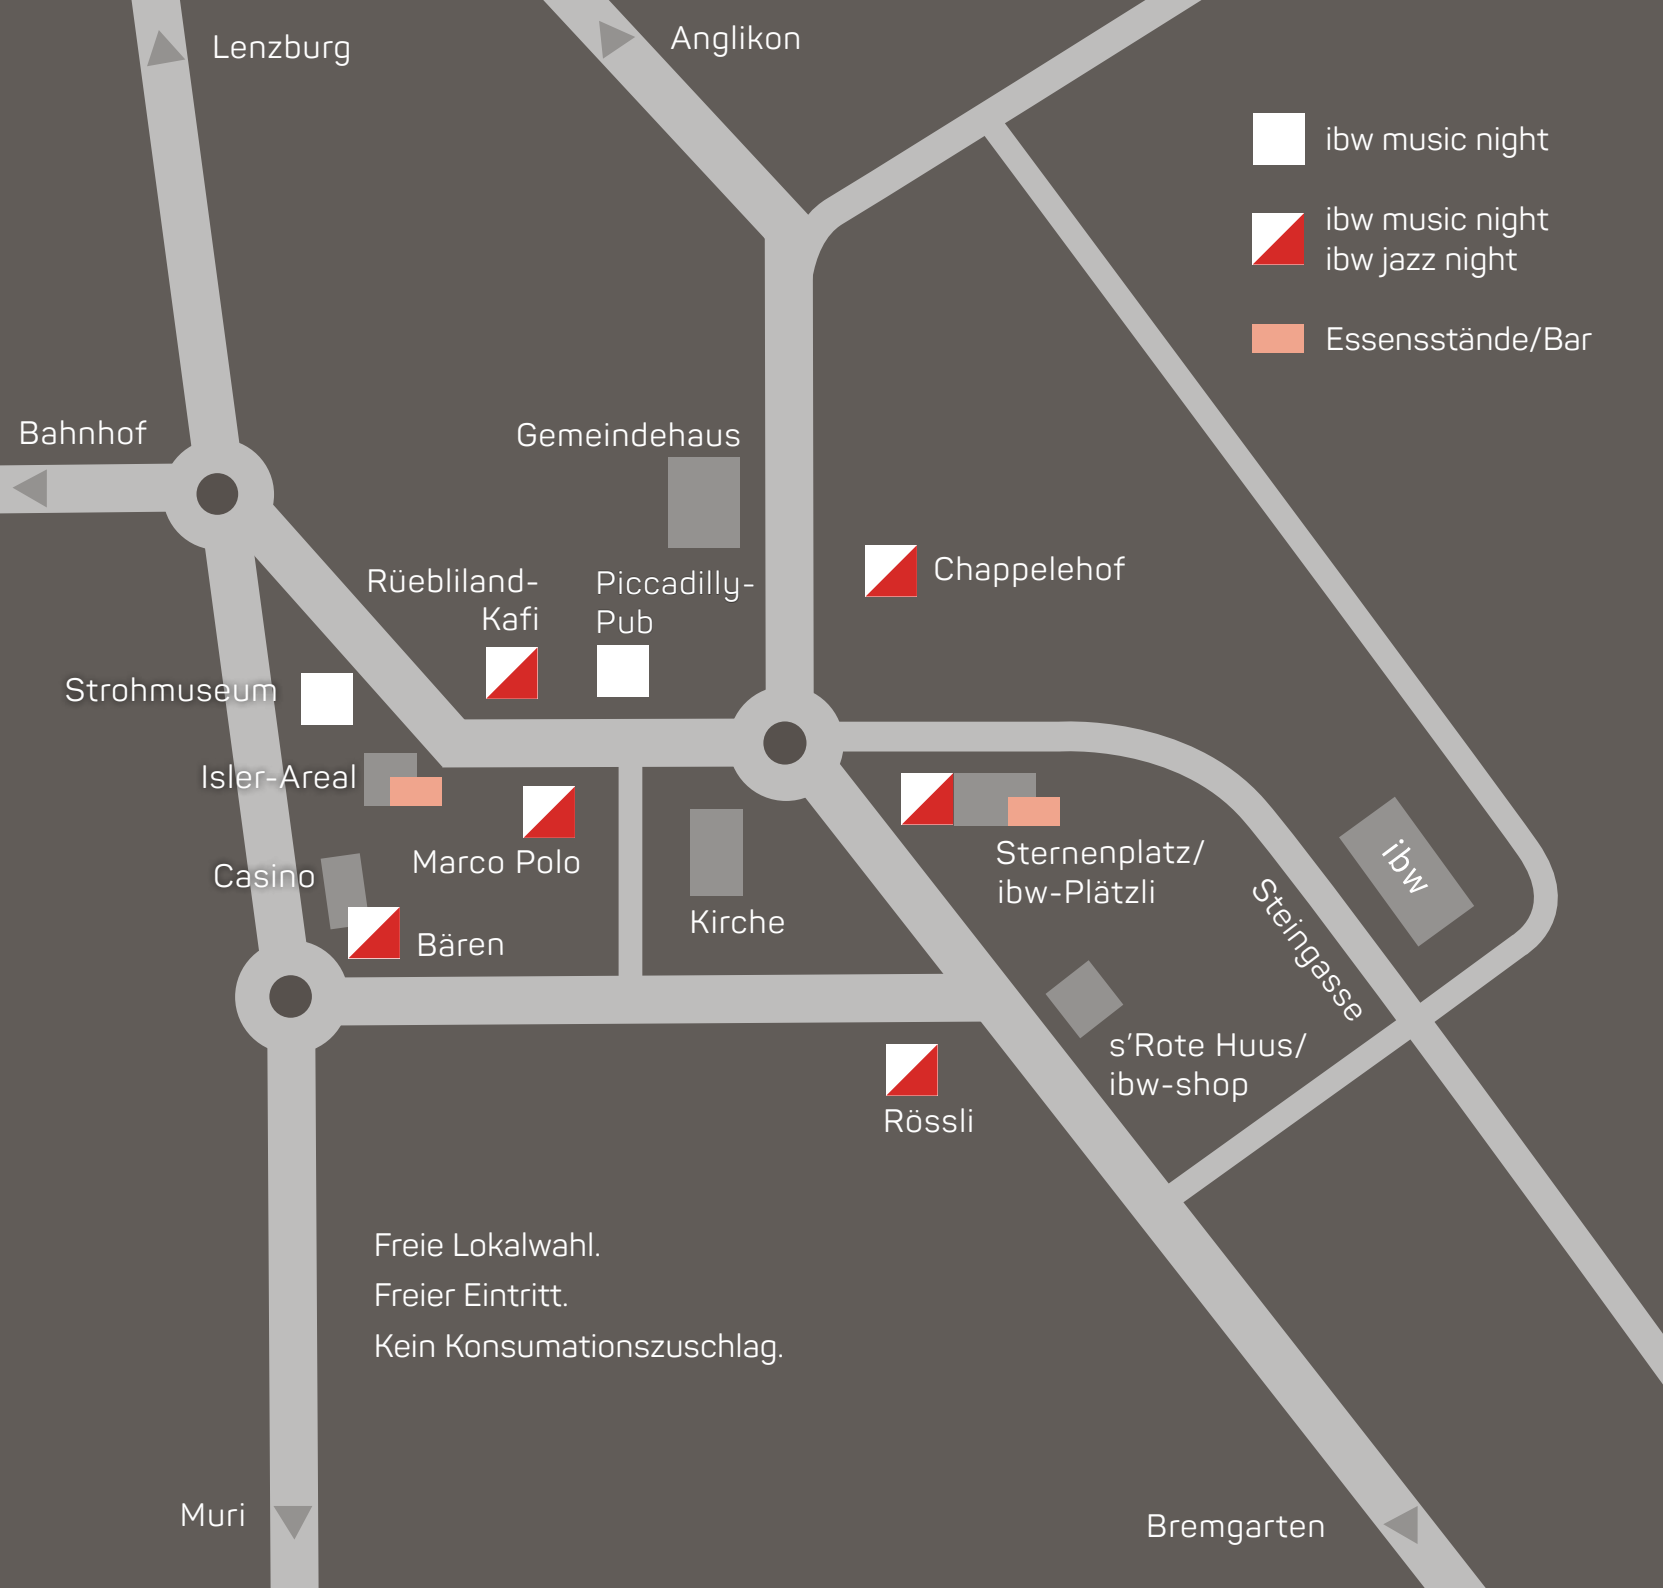 Lenzburg
Anglikon
ibw music night
ibw music night
ibw jazz night
Essensstände/Bar
Bahnhof
Gemeindehaus
Rüebliland-
Kafi
Piccadilly-
Pub
Chappelehof
Strohmuseum
Isler-Areal
Marco Polo
Casino
Bären
Kirche
Sternenplatz/
ibw-Plätzli
ibw
Steingasse
s’Rote Huus/
ibw-shop
Rössli
Freie Lokalwahl.
Freier Eintritt.
Kein Konsumationszuschlag.
Muri
Bremgarten